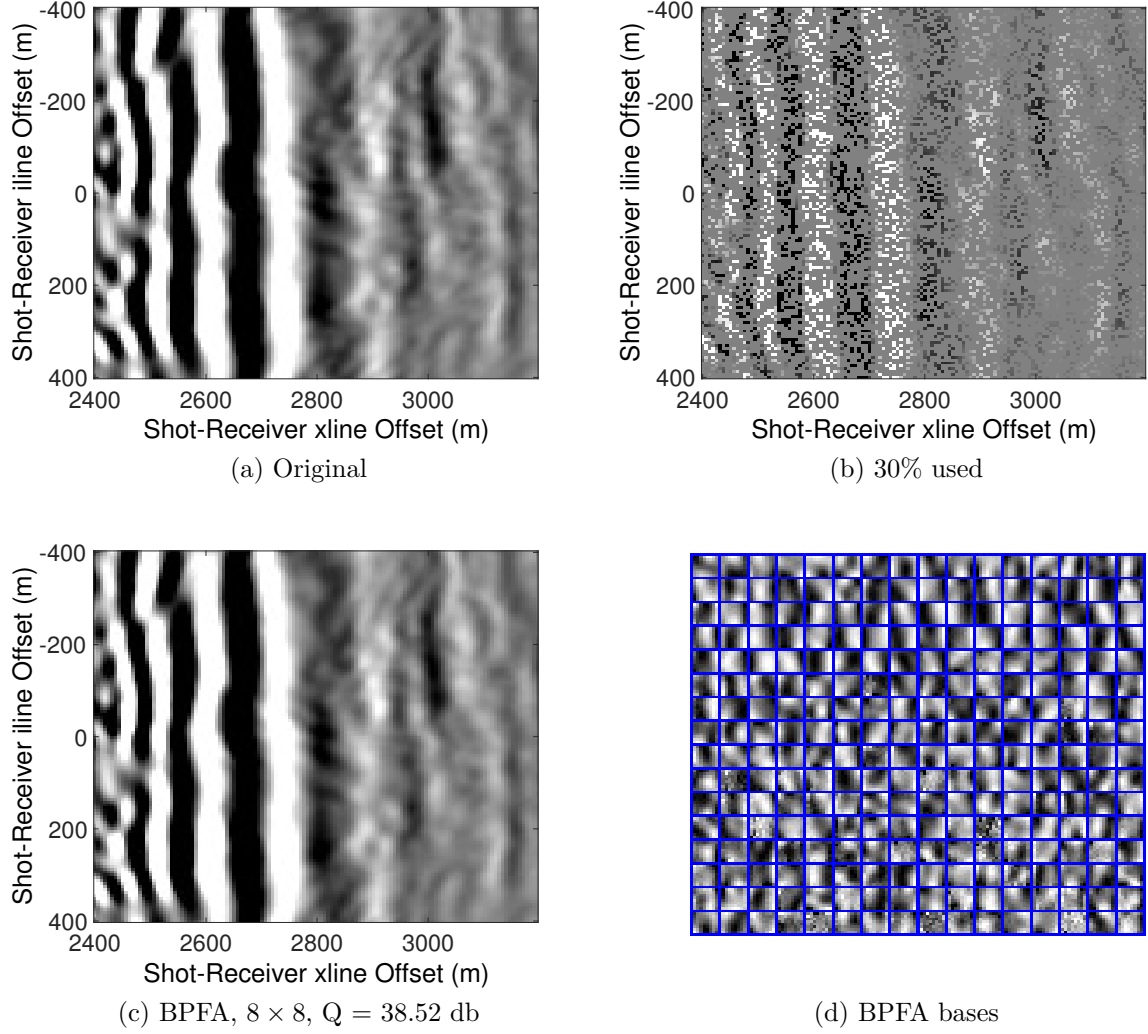 -400
-200
0
200
400
2400 2600 2800 3000
Shot-Receiver iline Offset (m)
Shot-Receiver xline Offset (m)
(a) Original
-400
-200
0
200
400
2400 2600 2800 3000
Shot-Receiver iline Offset (m)
Shot-Receiver xline Offset (m)
(b) 30% used
-400
-200
0
200
400
2400 2600 2800 3000
Shot-Receiver iline Offset (m)
Shot-Receiver xline Offset (m)
(c) BPFA, 8 × 8, Q = 38.52 db
(d) BPFA bases